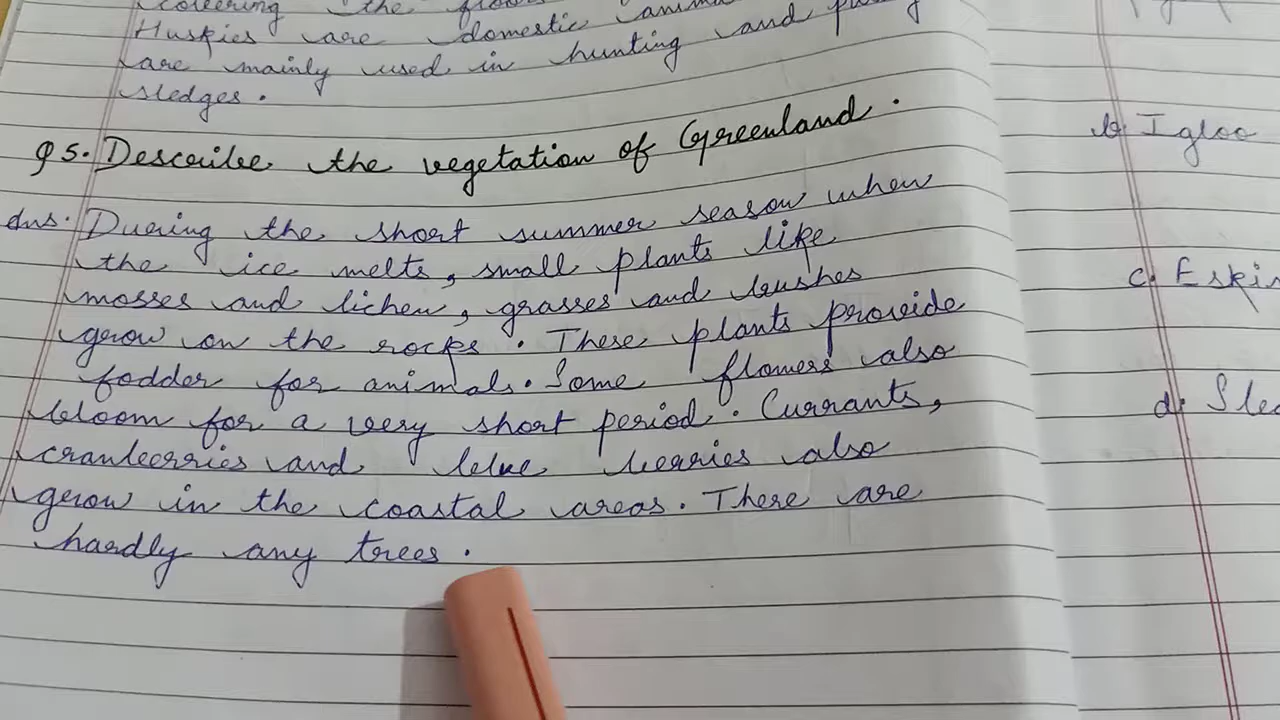 covering the floor
Huskies are domestic
are mainly used in hunting and
sledges.
Q5. Describe the vegetation of Greenland.
Ans. During the short summer season when
the ice melts, small plants like
mosses and lichen, grasses and bushes
grow on the rocks. These plants provide
fodder for animals. Some flowers also
bloom for a very short period. Currants,
cranberries and blue berries also
grow in the coastal areas. There are
hardly any trees.
b. Igloo
c. Eski
d. Sle